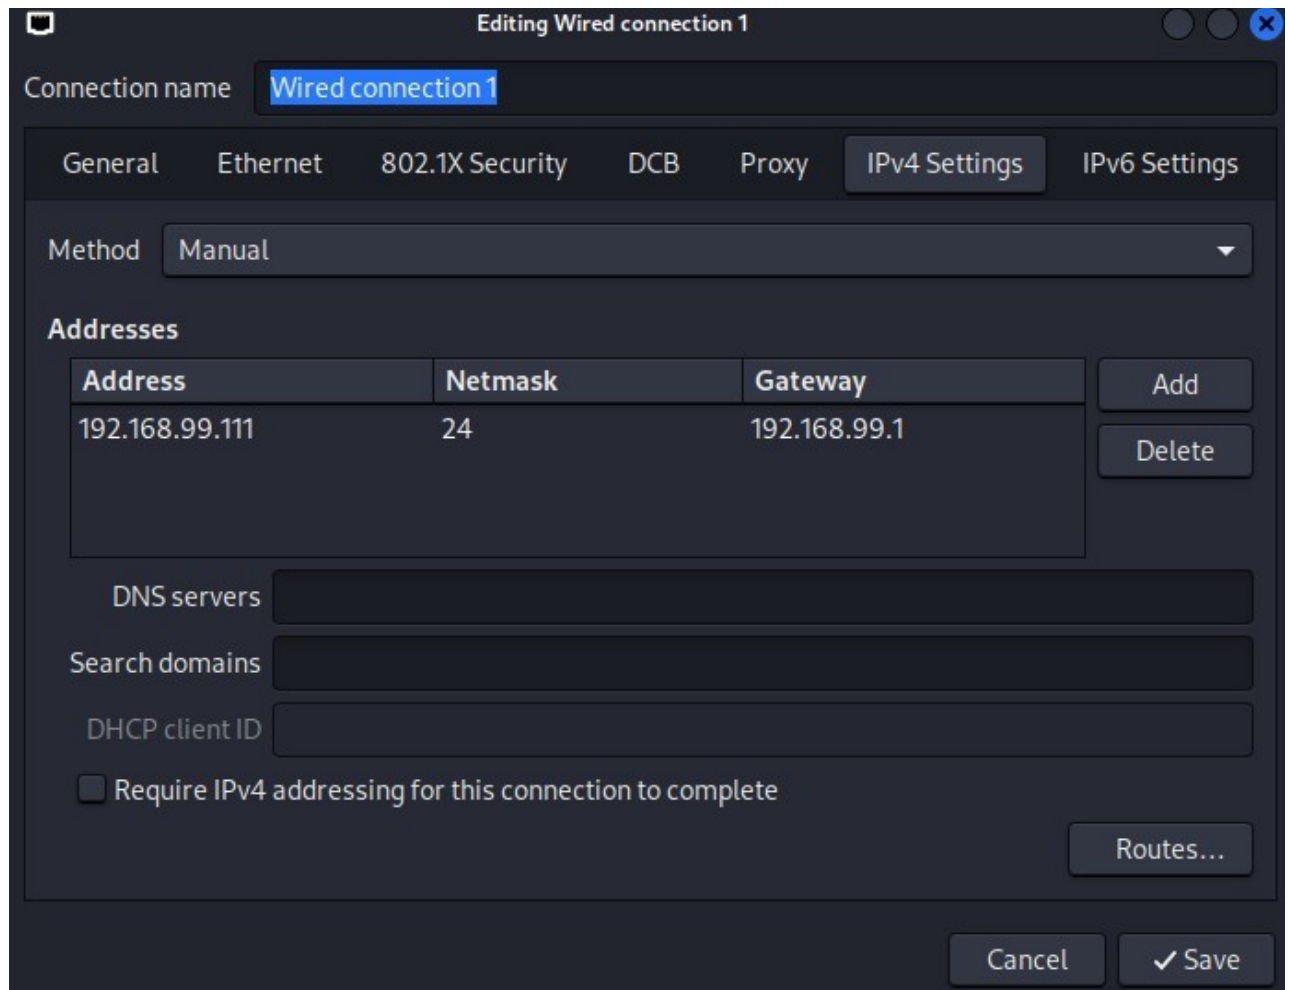 Editing Wired connection 1
Connection name Wired connection 1
General Ethernet 802.1X Security DCB Proxy IPv4 Settings IPv6 Settings
Method Manual
Addresses
Address Netmask Gateway Add
192.168.99.111 24 192.168.99.1
Delete
DNS servers
Search domains
DHCP client ID
Require IPv4 addressing for this connection to complete
Routes...
Cancel Save